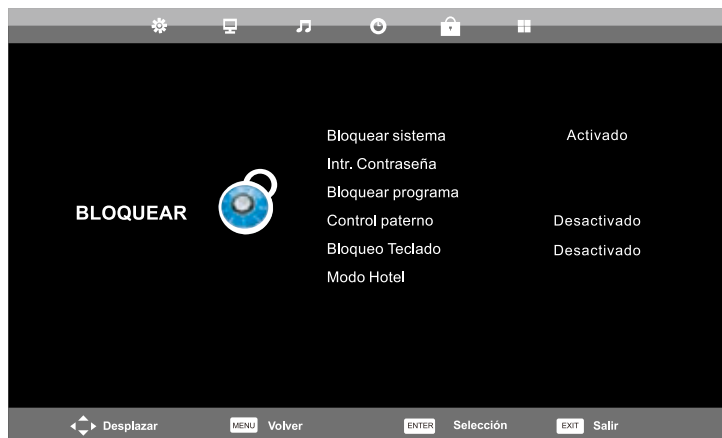 Bloquear sistema Activado
Intr. Contraseña
Bloquear programa
BLOQUEAR
Control paterno Desactivado
Bloqueo Teclado Desactivado
Modo Hotel
Desplazar MENU Volver ENTER Selección EXIT Salir